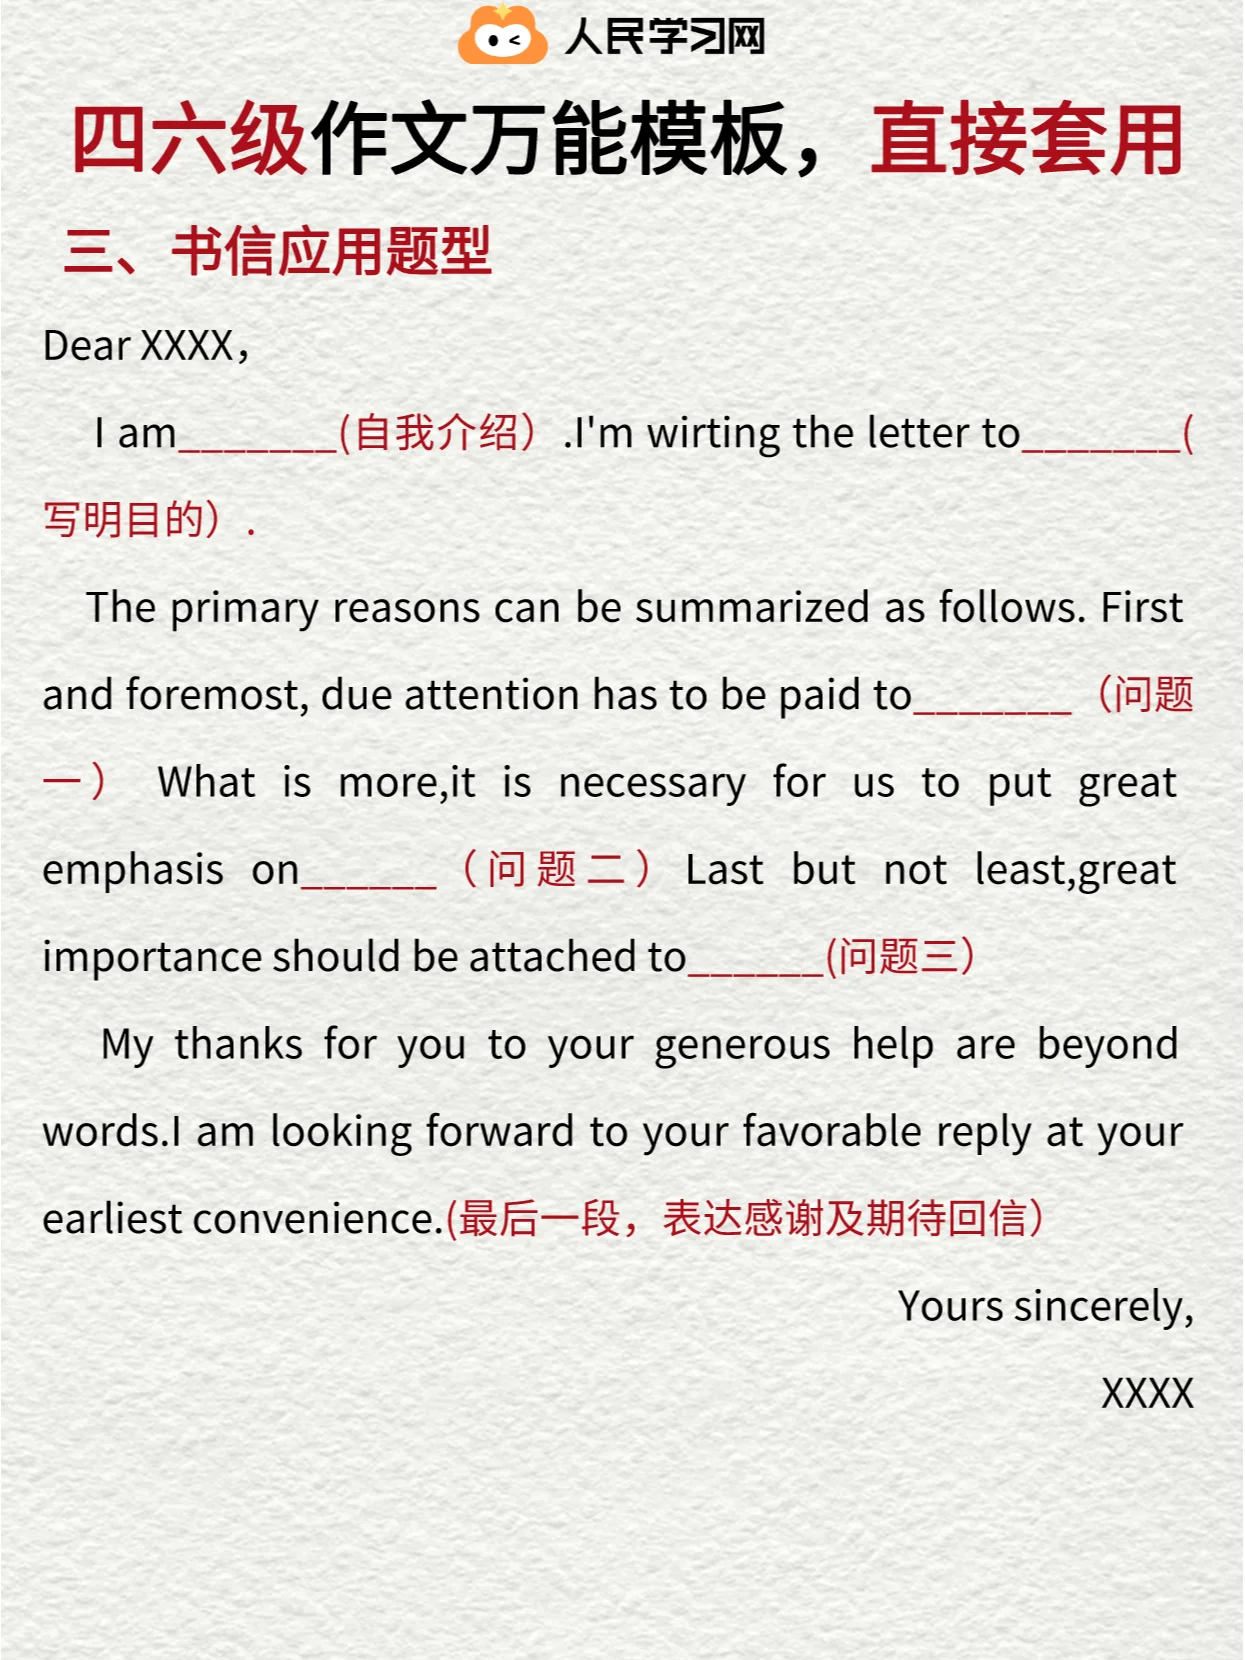 人民学习网
四六级作文万能模板，直接套用
三、书信应用题型
Dear XXXX，
I am_______(自我介绍）.I'm wirting the letter to_______(
写明目的）.
The primary reasons can be summarized as follows. First
and foremost, due attention has to be paid to_______（问题
一） What is more,it is necessary for us to put great
emphasis on______（问题二）Last but not least,great
importance should be attached to______(问题三）
My thanks for you to your generous help are beyond
words.I am looking forward to your favorable reply at your
earliest convenience.(最后一段，表达感谢及期待回信）
Yours sincerely,
XXXX